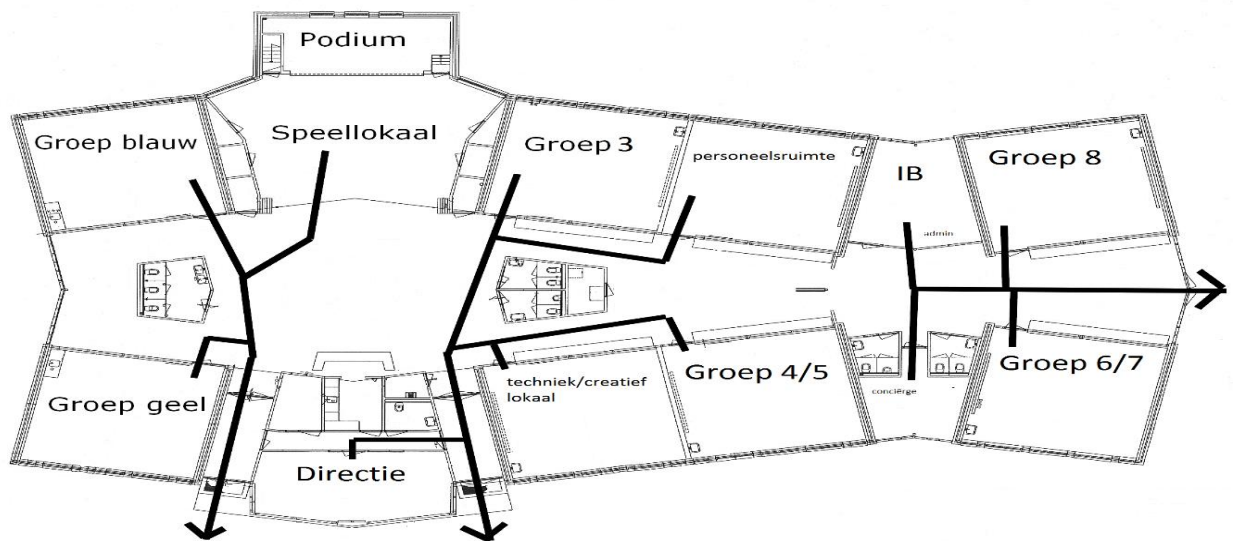 Podium
Groep blauw
Speellokaal
Groep 3
personeelsruimte
IB
admin
Groep 8
Groep geel
Directie
techniek/creatief
lokaal
Groep 4/5
conciërge
Groep 6/7